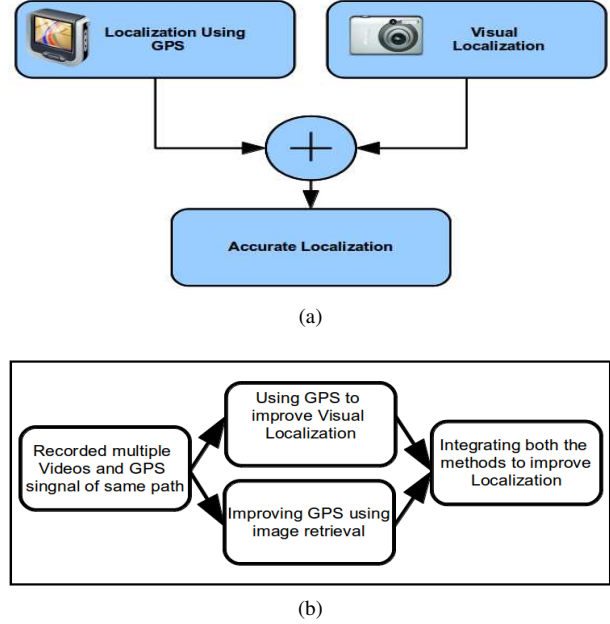 Localization Using
GPS
Visual
Localization
Accurate Localization
(a)
Recorded multiple
Videos and GPS
singnal of same path
Using GPS to
improve Visual
Localization
Improving GPS using
image retrieval
Integrating both the
methods to improve
Localization
(b)